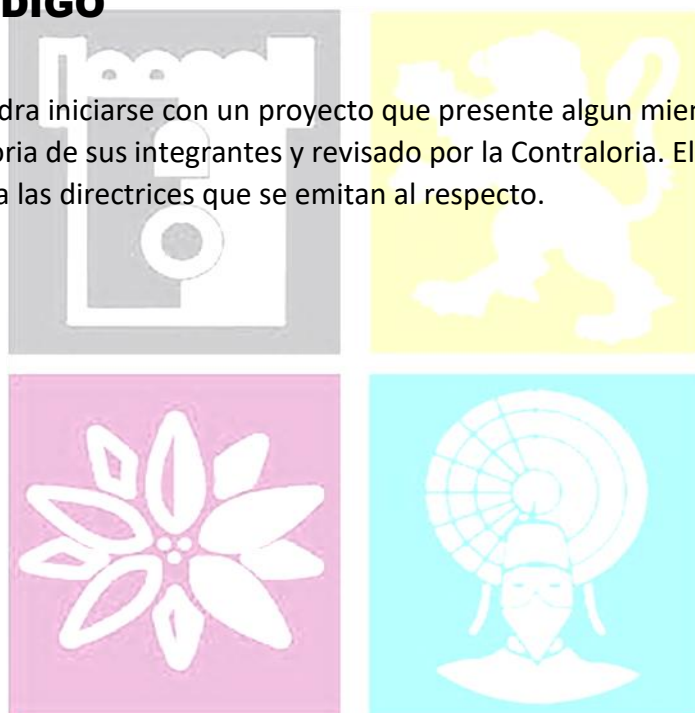 DIGO
dra iniciarse con un proyecto que presente algun mier
oria de sus integrantes y revisado por la Contraloria. El
a las directrices que se emitan al respecto.